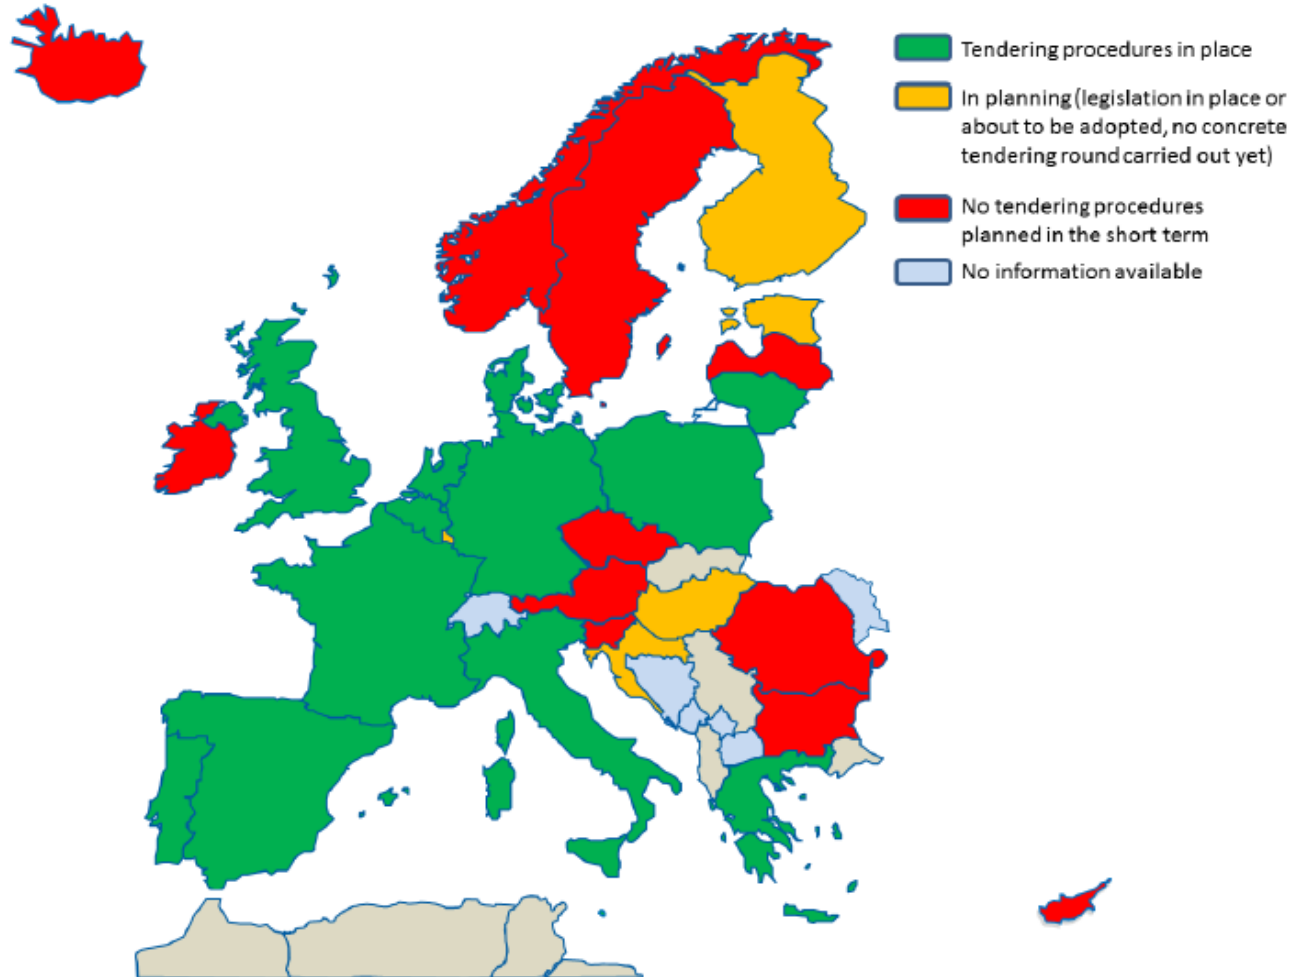 Tendering procedures in place
In planning (legislation in place or
about to be adopted, no concrete
tendering round carried out yet)
No tendering procedures
planned in the short term
No information available